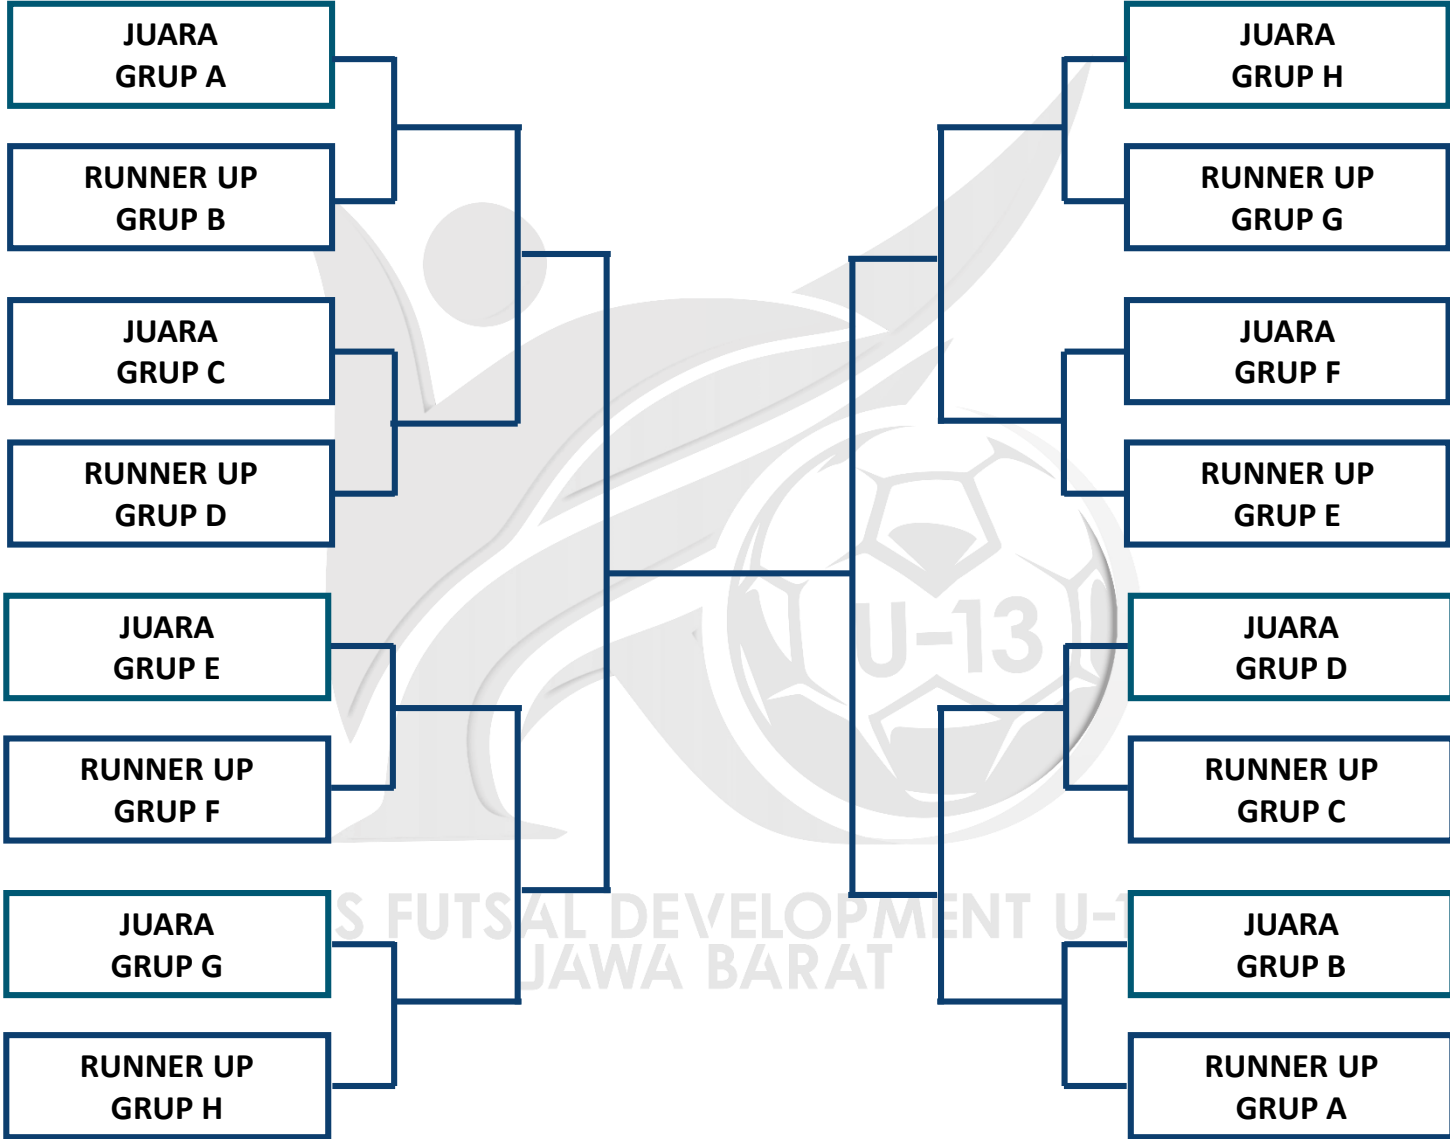 JUARA
GRUP A
RUNNER UP
GRUP B
JUARA
GRUP C
RUNNER UP
GRUP D
JUARA
GRUP E
RUNNER UP
GRUP F
JUARA
GRUP G
RUNNER UP
GRUP H
JUARA
GRUP H
RUNNER UP
GRUP G
JUARA
GRUP F
RUNNER UP
GRUP E
JUARA
GRUP D
RUNNER UP
GRUP C
JUARA
GRUP B
RUNNER UP
GRUP A
U-13
FUTSAL DEVELOPMENT
JAWA BARAT